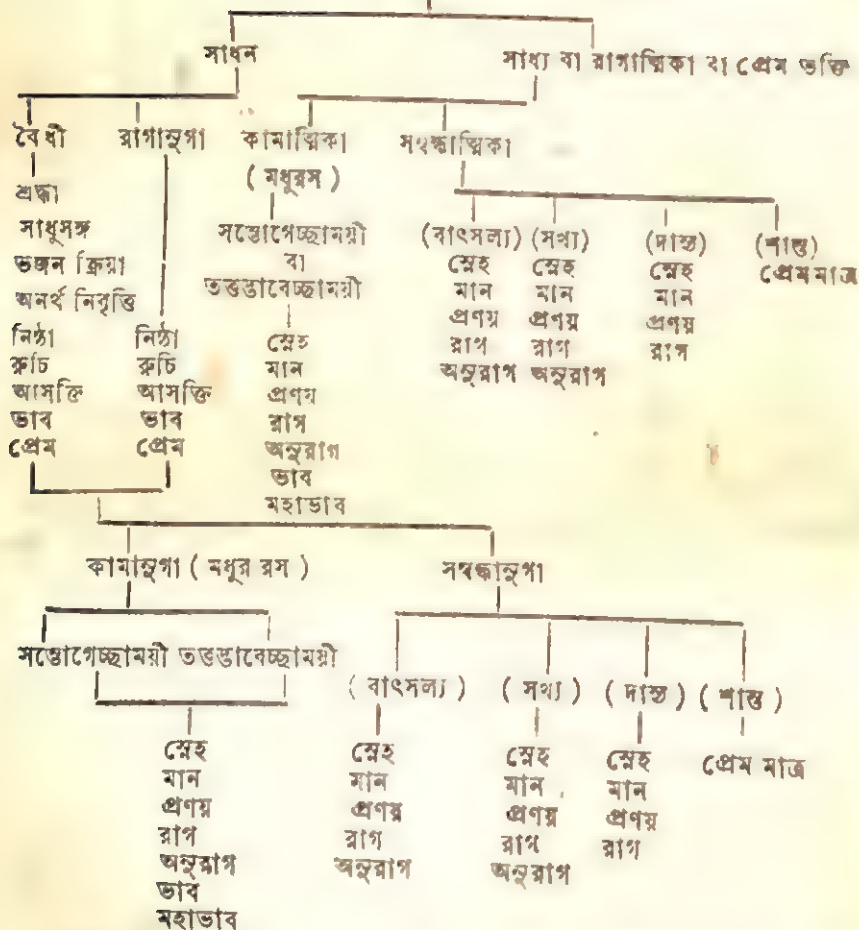 সাধন সাধ্য বা রাগাত্মিকা বা প্রেম ভক্তি
বৈধী রাগানুগা কামাত্মিকা সম্বন্ধাত্মিকা
( মধুরস )
শ্রদ্ধা
সাধুসঙ্গ
ভজন ক্রিয়া
অনর্থ নিবৃত্তি
নিষ্ঠা
রুচি
আসক্তি
ভাব
প্রেম
নিষ্ঠা
রুচি
আসক্তি
ভাব
প্রেম
সম্ভোগেচ্ছাময়ী
বা
তত্তদ্ভাবেচ্ছাময়ী
স্নেহ
মান
প্রণয়
রাগ
অনুরাগ
ভাব
মহাভাব
(বাৎসল্য) (সখ্য) (দাস্য) (শান্ত)
স্নেহ স্নেহ স্নেহ প্রেম মাত্র
মান মান মান
প্রণয় প্রণয় প্রণয়
রাগ রাগ রাগ
অনুরাগ অনুরাগ
কামানুগা ( মধুর রস ) সম্বন্ধানুগা
সম্ভোগেচ্ছাময়ী তত্তদ্ভাবেচ্ছাময়ী
( বাৎসল্য ) ( সখ্য ) ( দাস্য ) ( শান্ত )
স্নেহ স্নেহ স্নেহ স্নেহ প্রেম মাত্র
মান মান মান মান
প্রণয় প্রণয় প্রণয় প্রণয়
রাগ রাগ রাগ রাগ
অনুরাগ অনুরাগ অনুরাগ
ভাব
মহাভাব